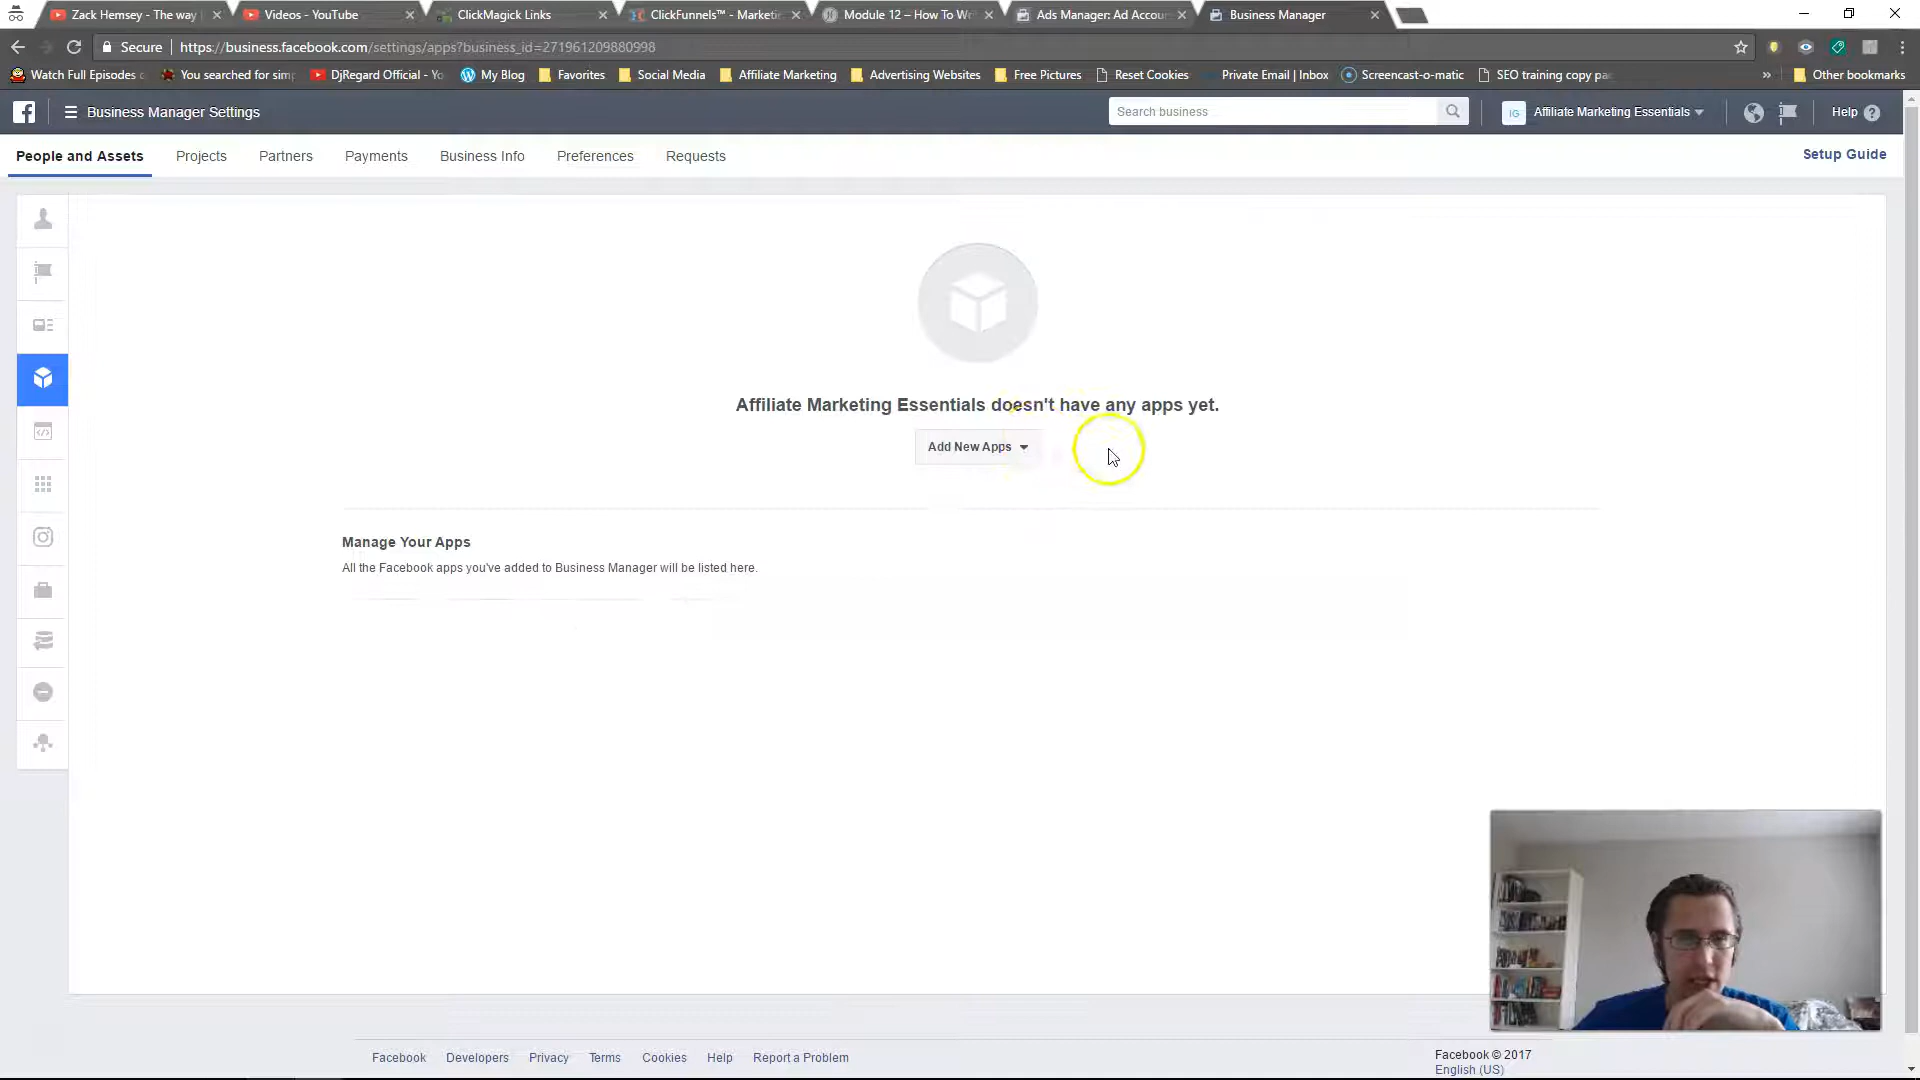 Zack Hemsey - The way
Videos - YouTube
ClickMagick Links
ClickFunnels™ - Marketi
Module 12 – How To Wr
Ads Manager: Ad Accou
Business Manager
Secure
https://business.facebook.com/settings/apps?business_id=271961209880998
Watch Full Episodes
You searched for sim
DjRegard Official - Yo
My Blog
Favorites
Social Media
Affiliate Marketing
Advertising Websites
Free Pictures
Reset Cookies
Private Email | Inbox
Screencast-o-matic
SEO training copy pa
»
Other bookmarks
Business Manager Settings
Search business
IG
Affiliate Marketing Essentials
Help
People and Assets
Projects
Partners
Payments
Business Info
Preferences
Requests
Setup Guide
Affiliate Marketing Essentials doesn't have any apps yet.
Add New Apps
Manage Your Apps
All the Facebook apps you've added to Business Manager will be listed here.
Facebook
Developers
Privacy
Terms
Cookies
Help
Report a Problem
Facebook © 2017
English (US)